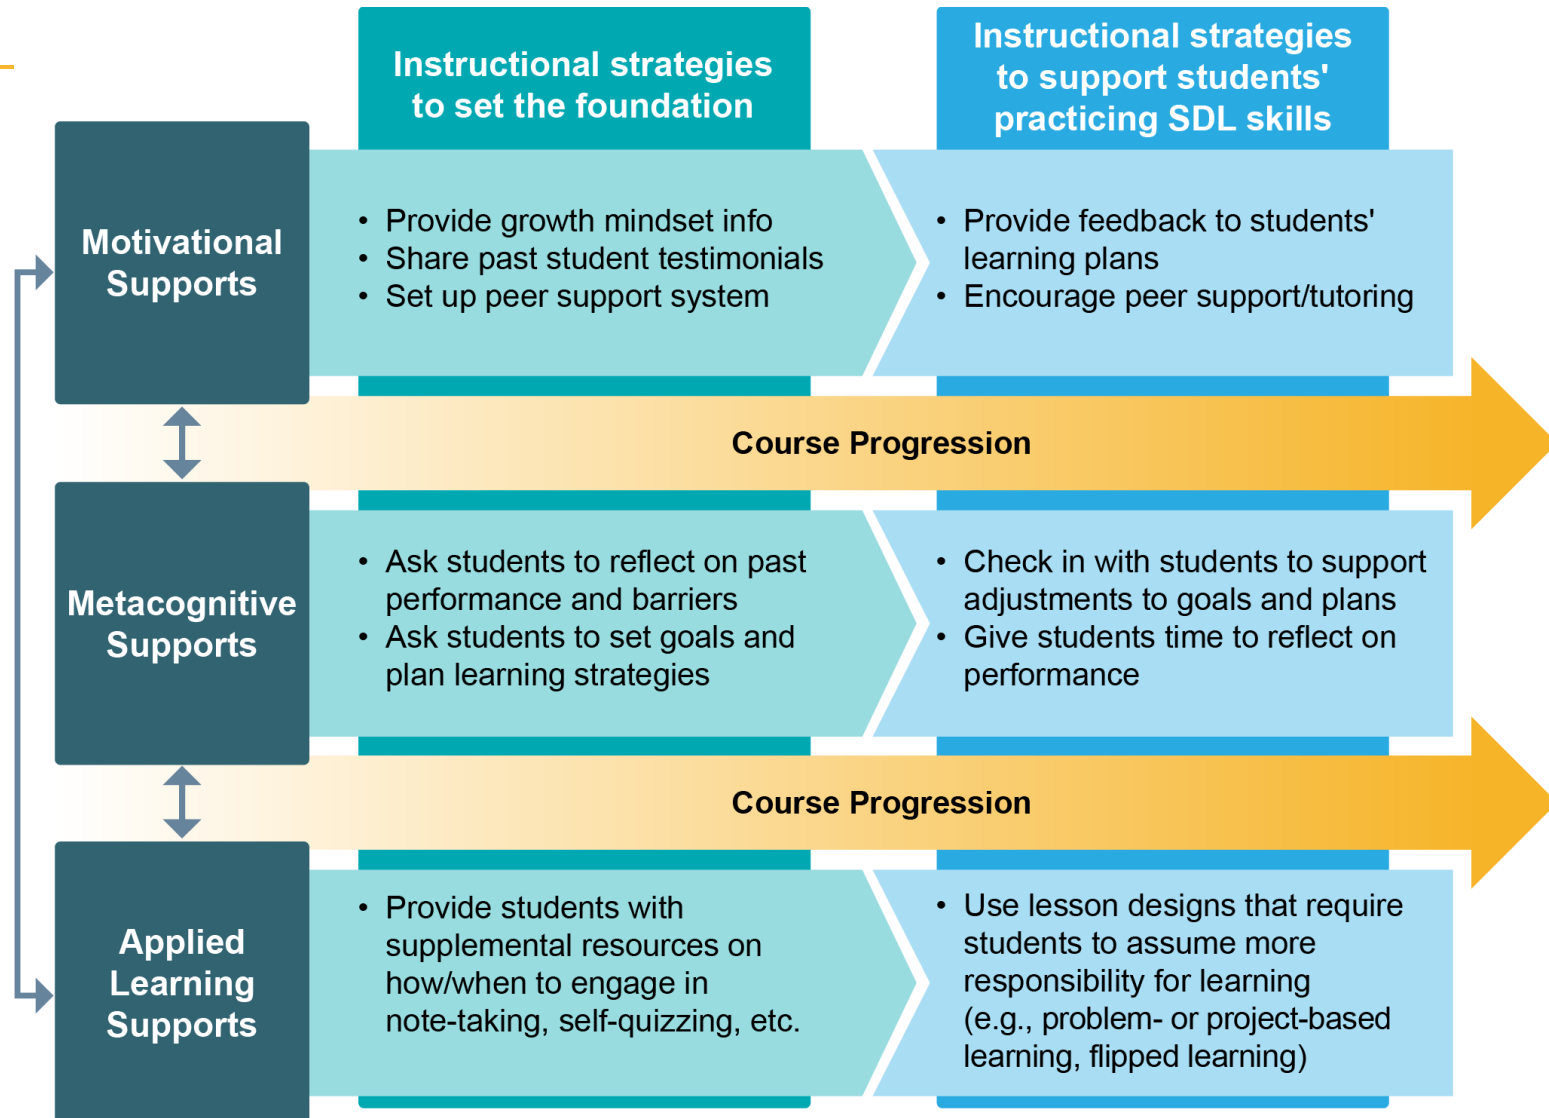 Instructional strategies
to set the foundation
Instructional strategies
to support students'
practicing SDL skills
Motivational
Supports
• Provide growth mindset info
• Share past student testimonials
• Set up peer support system
• Provide feedback to students'
learning plans
• Encourage peer support/tutoring
Course Progression
Metacognitive
Supports
• Ask students to reflect on past
performance and barriers
• Ask students to set goals and
plan learning strategies
• Check in with students to support
adjustments to goals and plans
• Give students time to reflect on
performance
Course Progression
Applied
Learning
Supports
• Provide students with
supplemental resources on
how/when to engage in
note-taking, self-quizzing, etc.
• Use lesson designs that require
students to assume more
responsibility for learning
(e.g., problem- or project-based
learning, flipped learning)